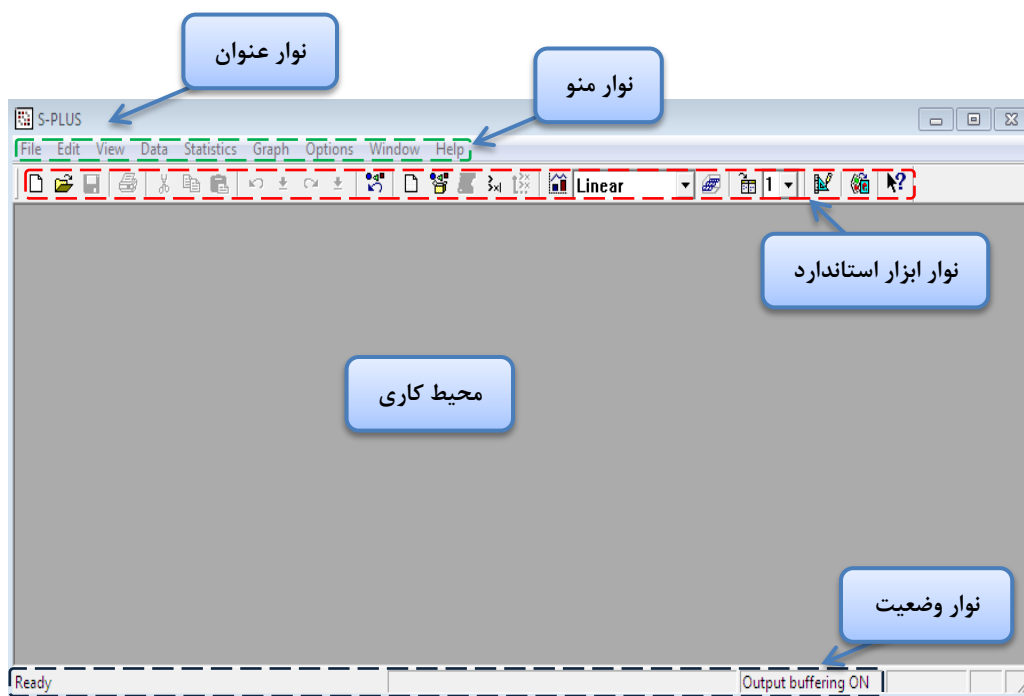 نوار عنوان
نوار منو
S-PLUS
File Edit View Data Statistics Graph Options Window Help
Linear 1
نوار ابزار استاندارد
محیط کاری
نوار وضعیت
Ready Output buffering ON